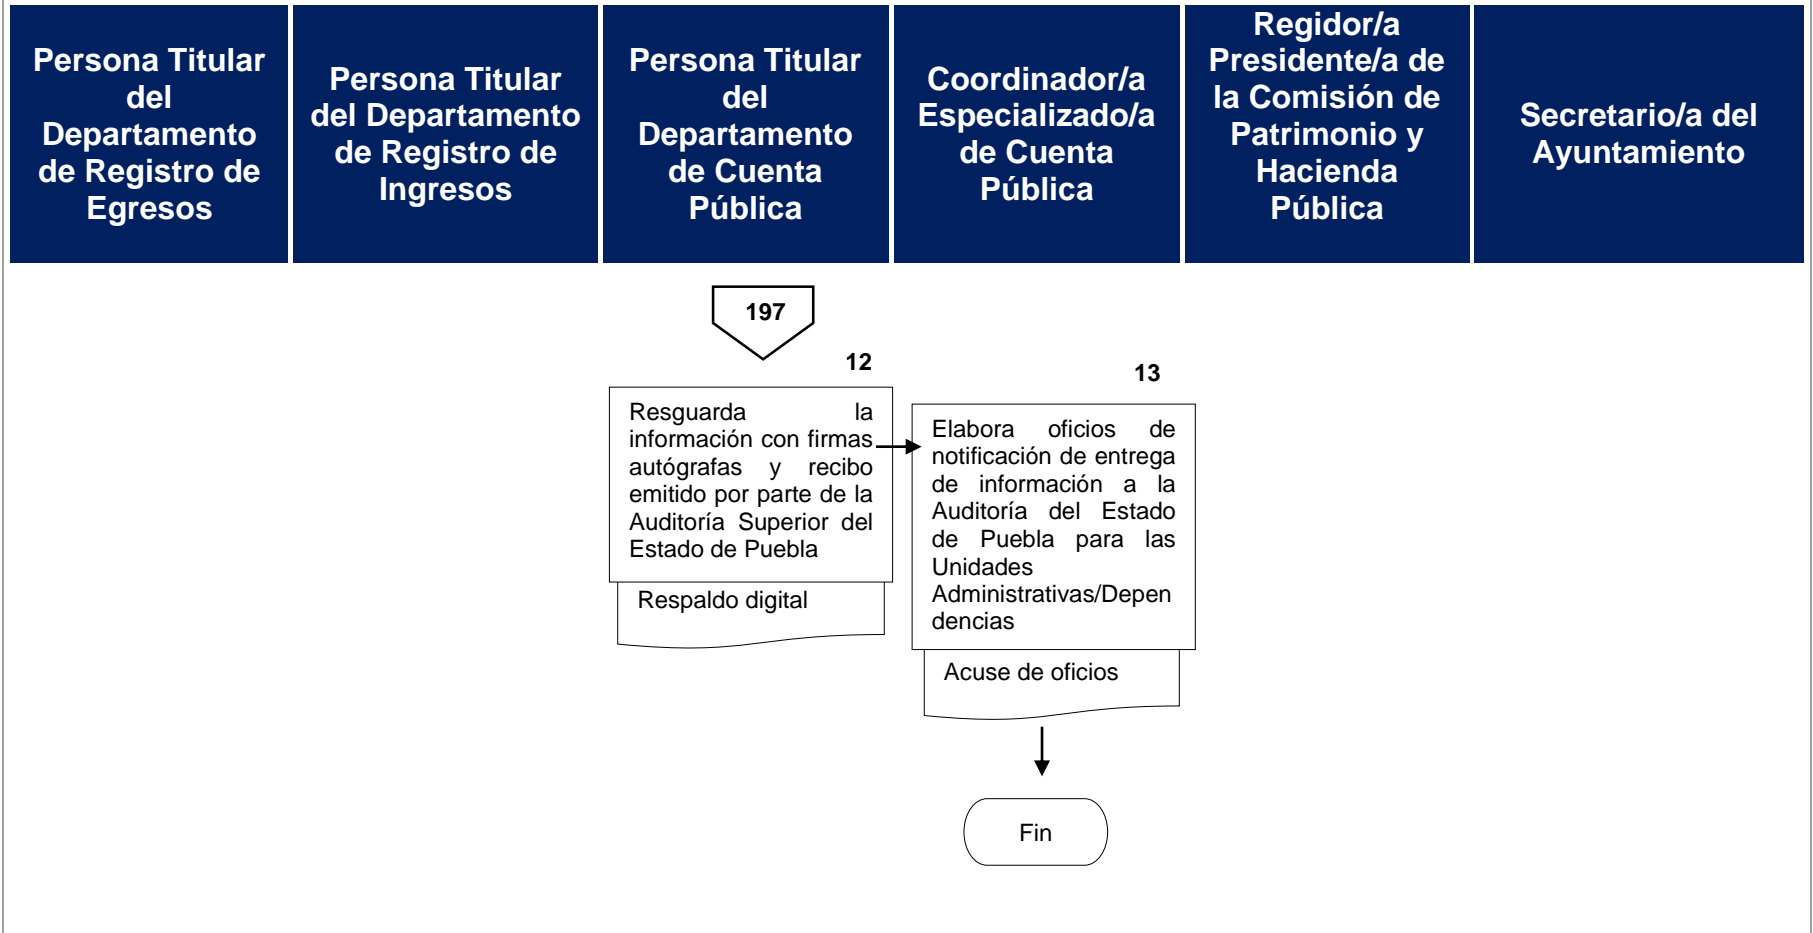 Persona Titular
del
Departamento
de Registro de
Egresos
Persona Titular
del Departamento
de Registro de
Ingresos
Persona Titular
del
Departamento
de Cuenta
Pública
Coordinador/a
Especializado/a
de Cuenta
Pública
Regidor/a
Presidente/a de
la Comisión de
Patrimonio y
Hacienda
Pública
Secretario/a del
Ayuntamiento
197
12
Resguarda la
información con firmas
autógrafas y recibo
emitido por parte de la
Auditoría Superior del
Estado de Puebla
Respaldo digital
13
Elabora oficios de
notificación de entrega
de información a la
Auditoría del Estado
de Puebla para las
Unidades
Administrativas/Depen
dencias
Acuse de oficios
Fin